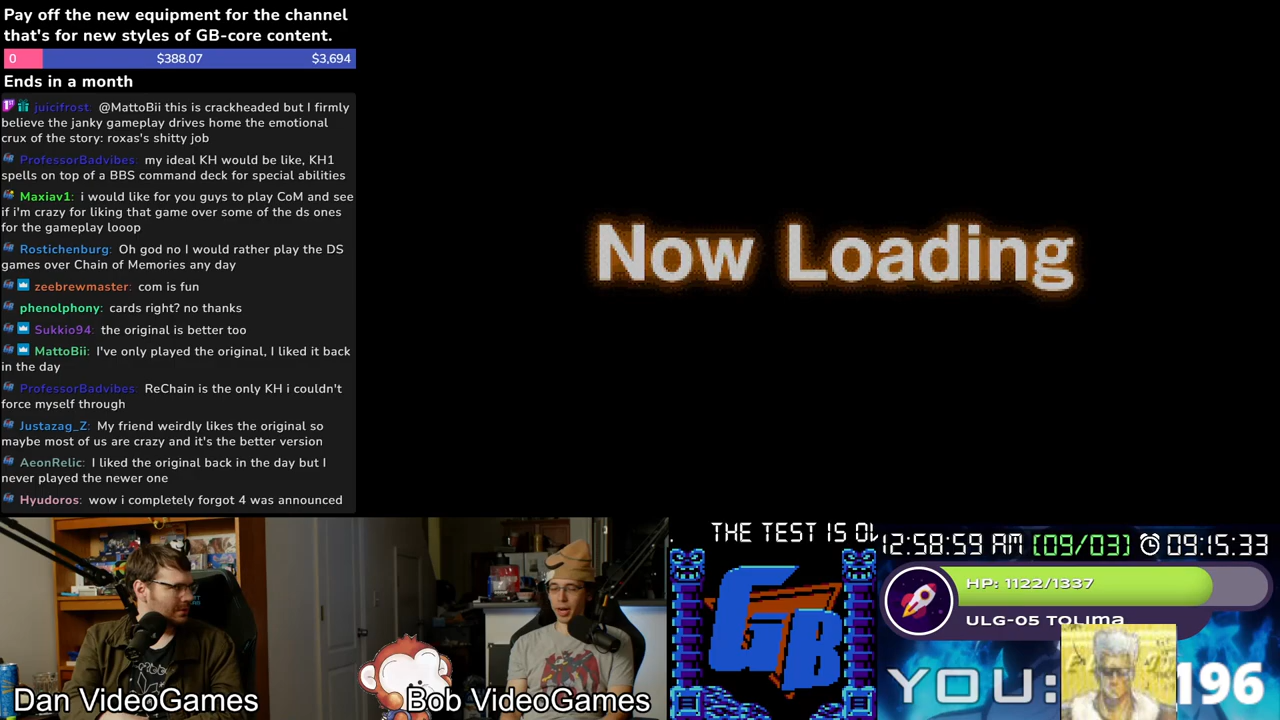 Pay off the new equipment for the channel
that's for new styles of GB-core content.
0 $388.07 $3,694
Ends in a month
juicifrost: @MattoBii this is crackheaded but I firmly
believe the janky gameplay drives home the emotional
crux of the story: roxas's shitty job
ProfessorBadvibes: my ideal KH would be like, KH1
spells on top of a BBS command deck for special abilities
Maxiav1: i would like for you guys to play CoM and see
if i'm crazy for liking that game over some of the ds ones
for the gameplay looop
Rostichenburg: Oh god no I would rather play the DS
games over Chain of Memories any day
zeebrewmaster: com is fun
phenolphony: cards right? no thanks
Sukkio94: the original is better too
MattoBii: I've only played the original, I liked it back
in the day
ProfessorBadvibes: ReChain is the only KH i couldn't
force myself through
Justazag_Z: My friend weirdly likes the original so
maybe most of us are crazy and it's the better version
AeonRelic: I liked the original back in the day but I
never played the newer one
Hyudoros: wow i completely forgot 4 was announced
Now Loading
Dan VideoGames
Bob VideoGames
THE TEST IS
GB
12:58:59 AM [09/03] 09:15:33
HP: 1122/1337
ULG-05 TOLIMA
YOU: 196